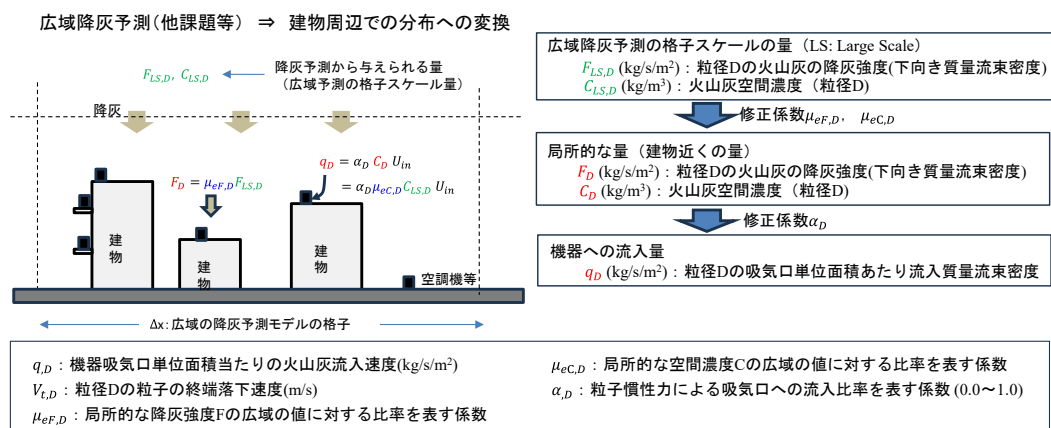 広域降灰予測(他課題等) ⇒ 建物周辺での分布への変換
F_{LS,D}, C_{LS,D}
降灰予測から与えられる量
(広域予測の格子スケール量)
降灰
q_D = α_D C_D U_{in}
= α_D μ_{eC,D} C_{LS,D} U_{in}
F_D = μ_{eF,D} F_{LS,D}
建物
建物
建物
空調機等
Δx:広域の降灰予測モデルの格子
広域降灰予測の格子スケールの量(LS: Large Scale)
F_{LS,D} (kg/s/m²):粒径Dの火山灰の降灰強度(下向き質量流束密度)
C_{LS,D} (kg/m³):火山灰空間濃度(粒径D)
修正係数μ_{eF,D}, μ_{eC,D}
局所的な量(建物近くの量)
F_D (kg/s/m²):粒径Dの火山灰の降灰強度(下向き質量流束密度)
C_D (kg/m³):火山灰空間濃度(粒径D)
修正係数α_D
機器への流入量
q_D (kg/s/m²):粒径Dの吸気口単位面積あたり流入質量流束密度
q_{,D}:機器吸気口単位面積当たりの火山灰流入速度(kg/s/m²)
V_{t,D}:粒径Dの粒子の終端落下速度(m/s)
μ_{eF,D}:局所的な降灰強度Fの広域の値に対する比率を表す係数
μ_{eC,D}:局所的な空間濃度Cの広域の値に対する比率を表す係数
α_{,D}:粒子慣性力による吸気口への流入比率を表す係数 (0.0~1.0)